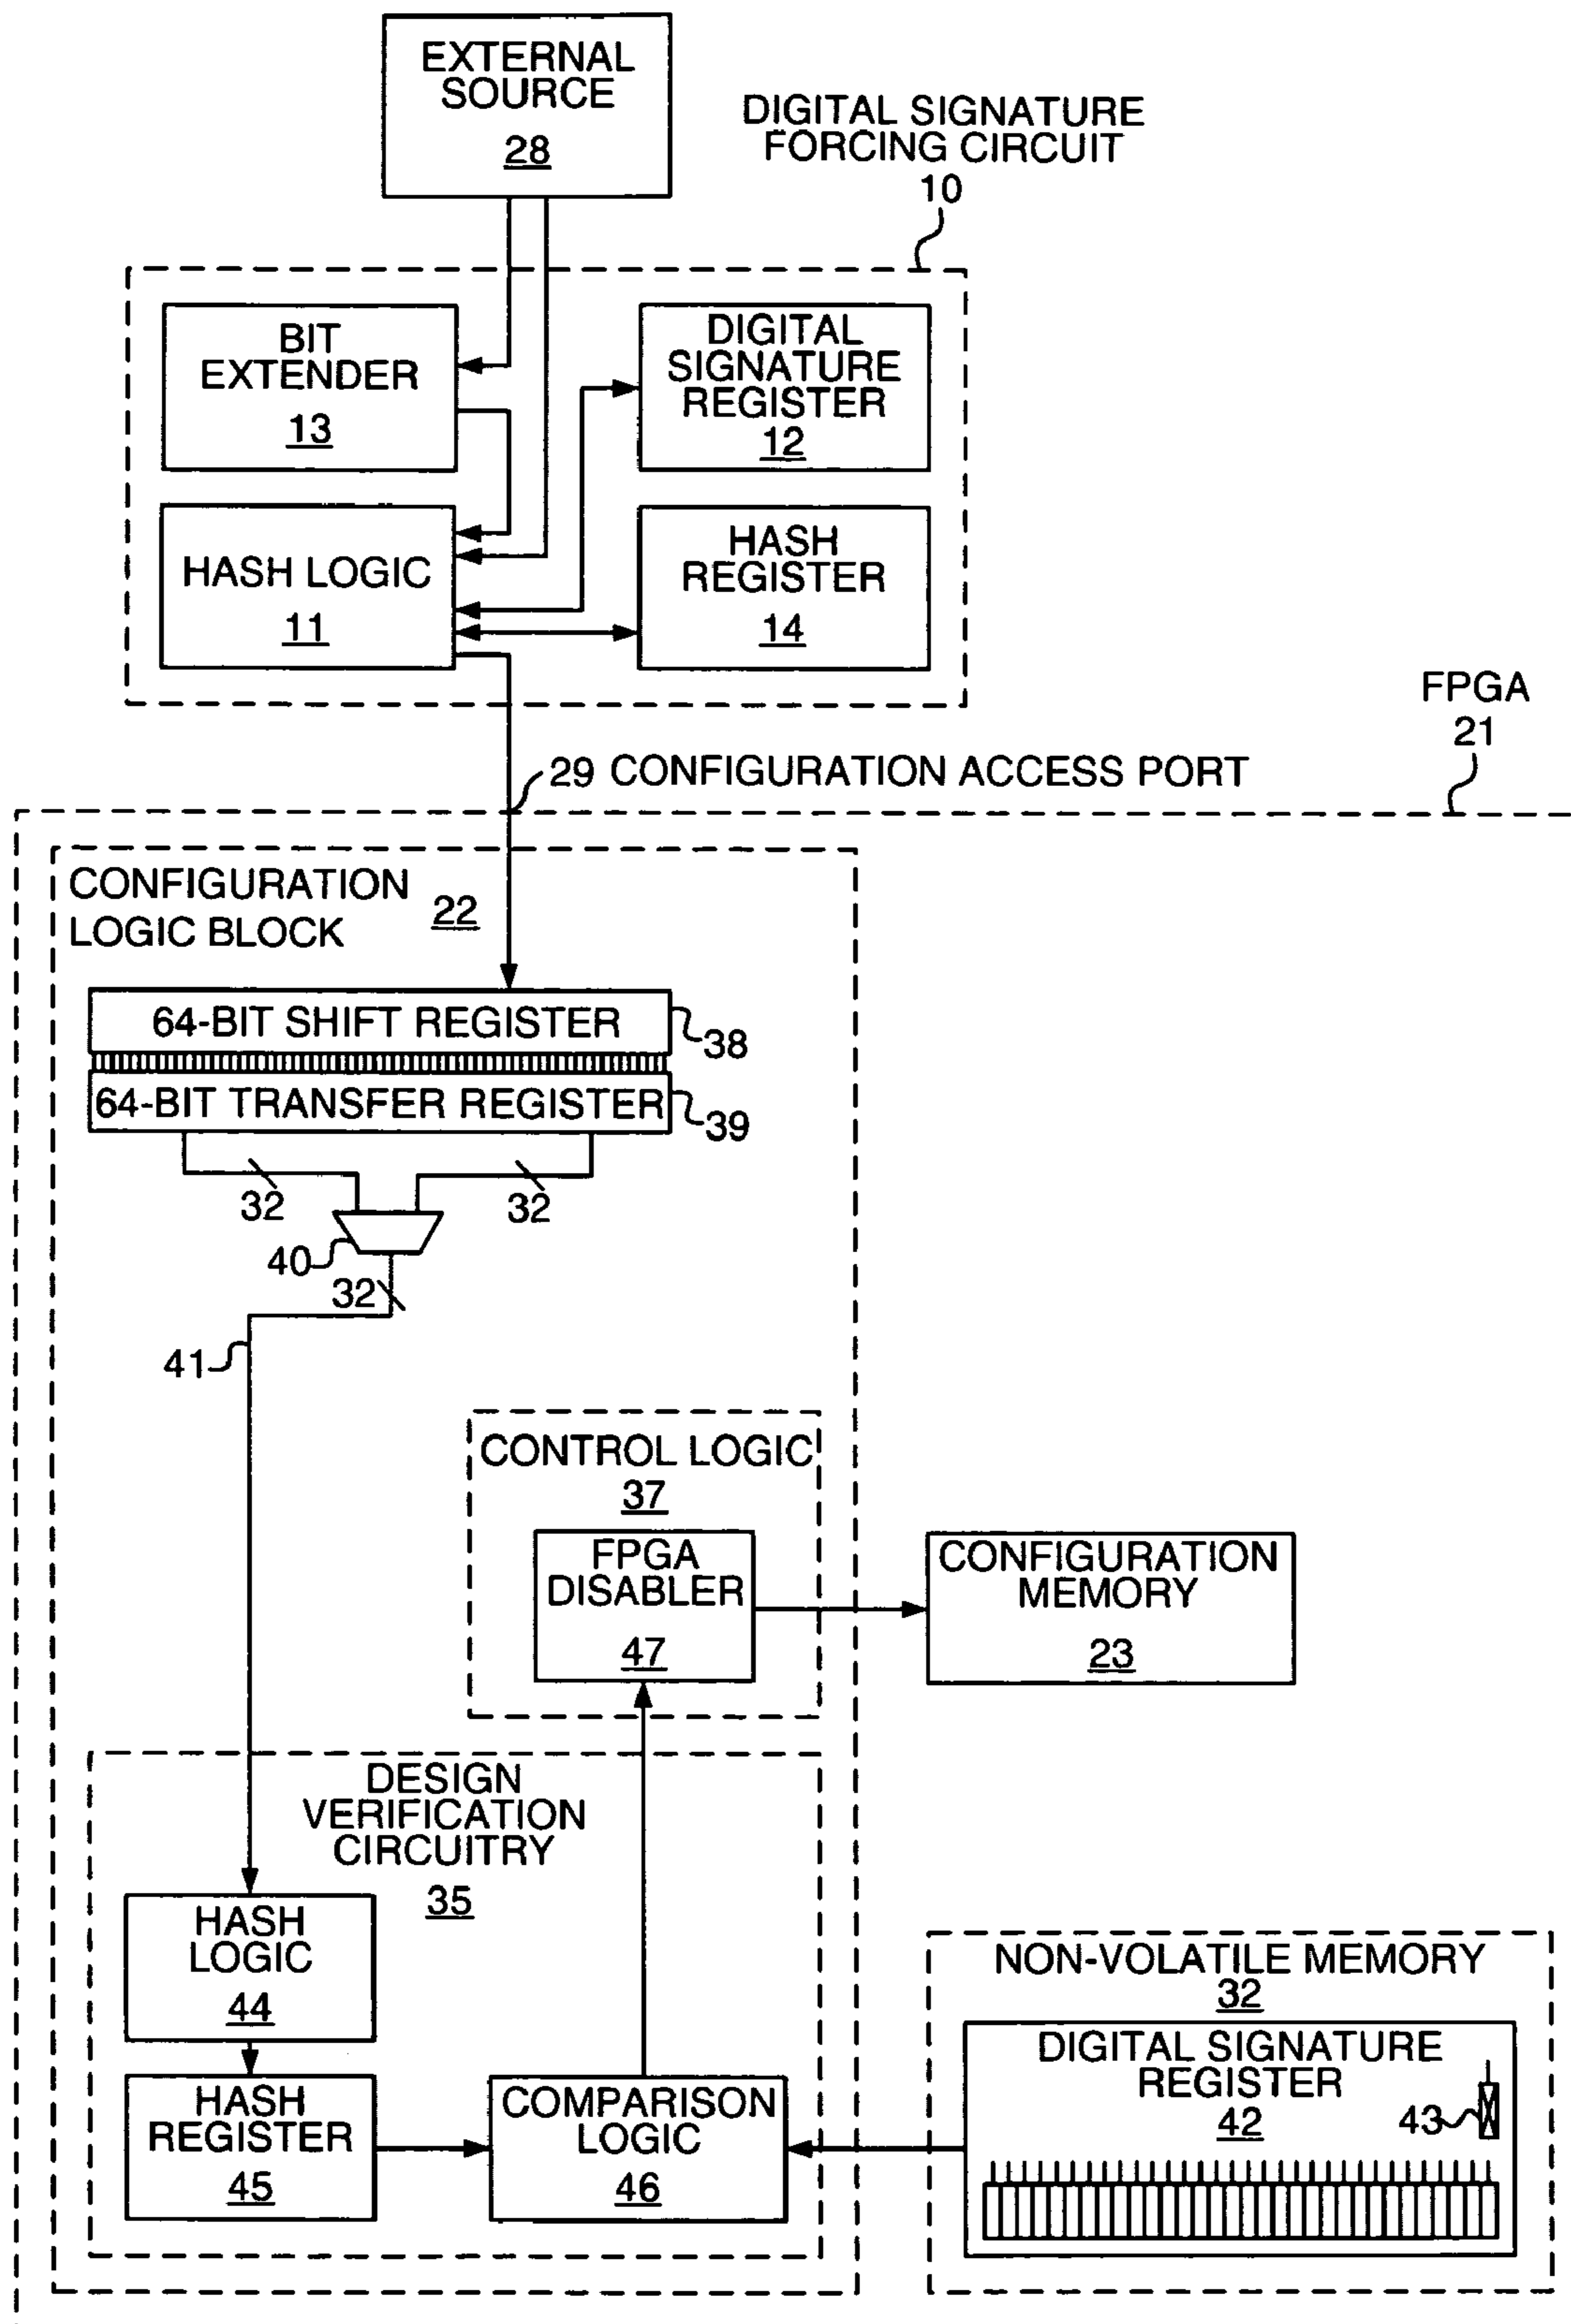 EXTERNAL
SOURCE
28
DIGITAL SIGNATURE
FORCING CIRCUIT
10
BIT
EXTENDER
13
DIGITAL
SIGNATURE
REGISTER
12
HASH LOGIC
11
HASH
REGISTER
14
FPGA
21
29 CONFIGURATION ACCESS PORT
CONFIGURATION
LOGIC BLOCK
22
64-BIT SHIFT REGISTER
38
64-BIT TRANSFER REGISTER
39
32
32
40
32
41
CONTROL LOGIC
37
FPGA
DISABLER
47
CONFIGURATION
MEMORY
23
DESIGN
VERIFICATION
CIRCUITRY
35
HASH
LOGIC
44
HASH
REGISTER
45
COMPARISON
LOGIC
46
NON-VOLATILE MEMORY
32
DIGITAL SIGNATURE
REGISTER
42
43